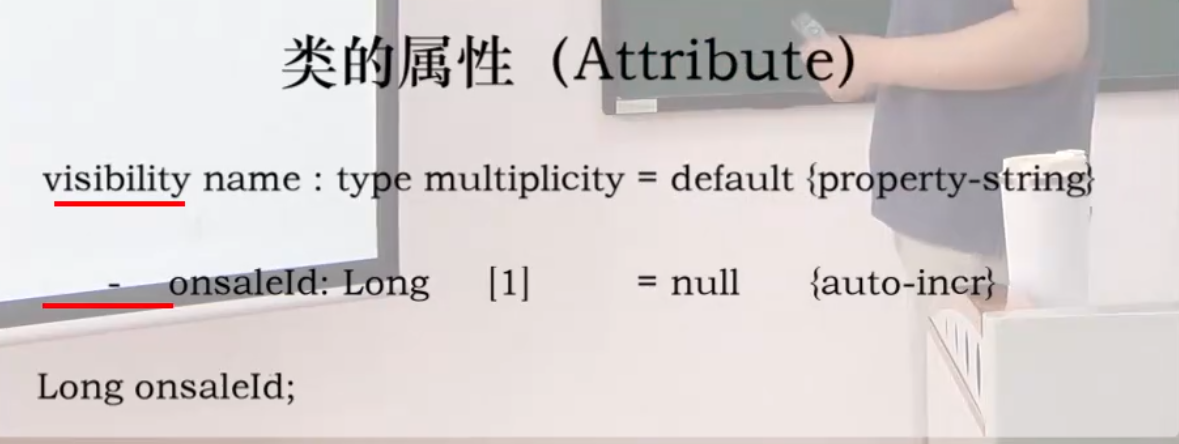 类的属性（Attribute）
visibility name : type multiplicity = default {property-string}
- onsaleId: Long [1] = null {auto-incr}
Long onsaleId;